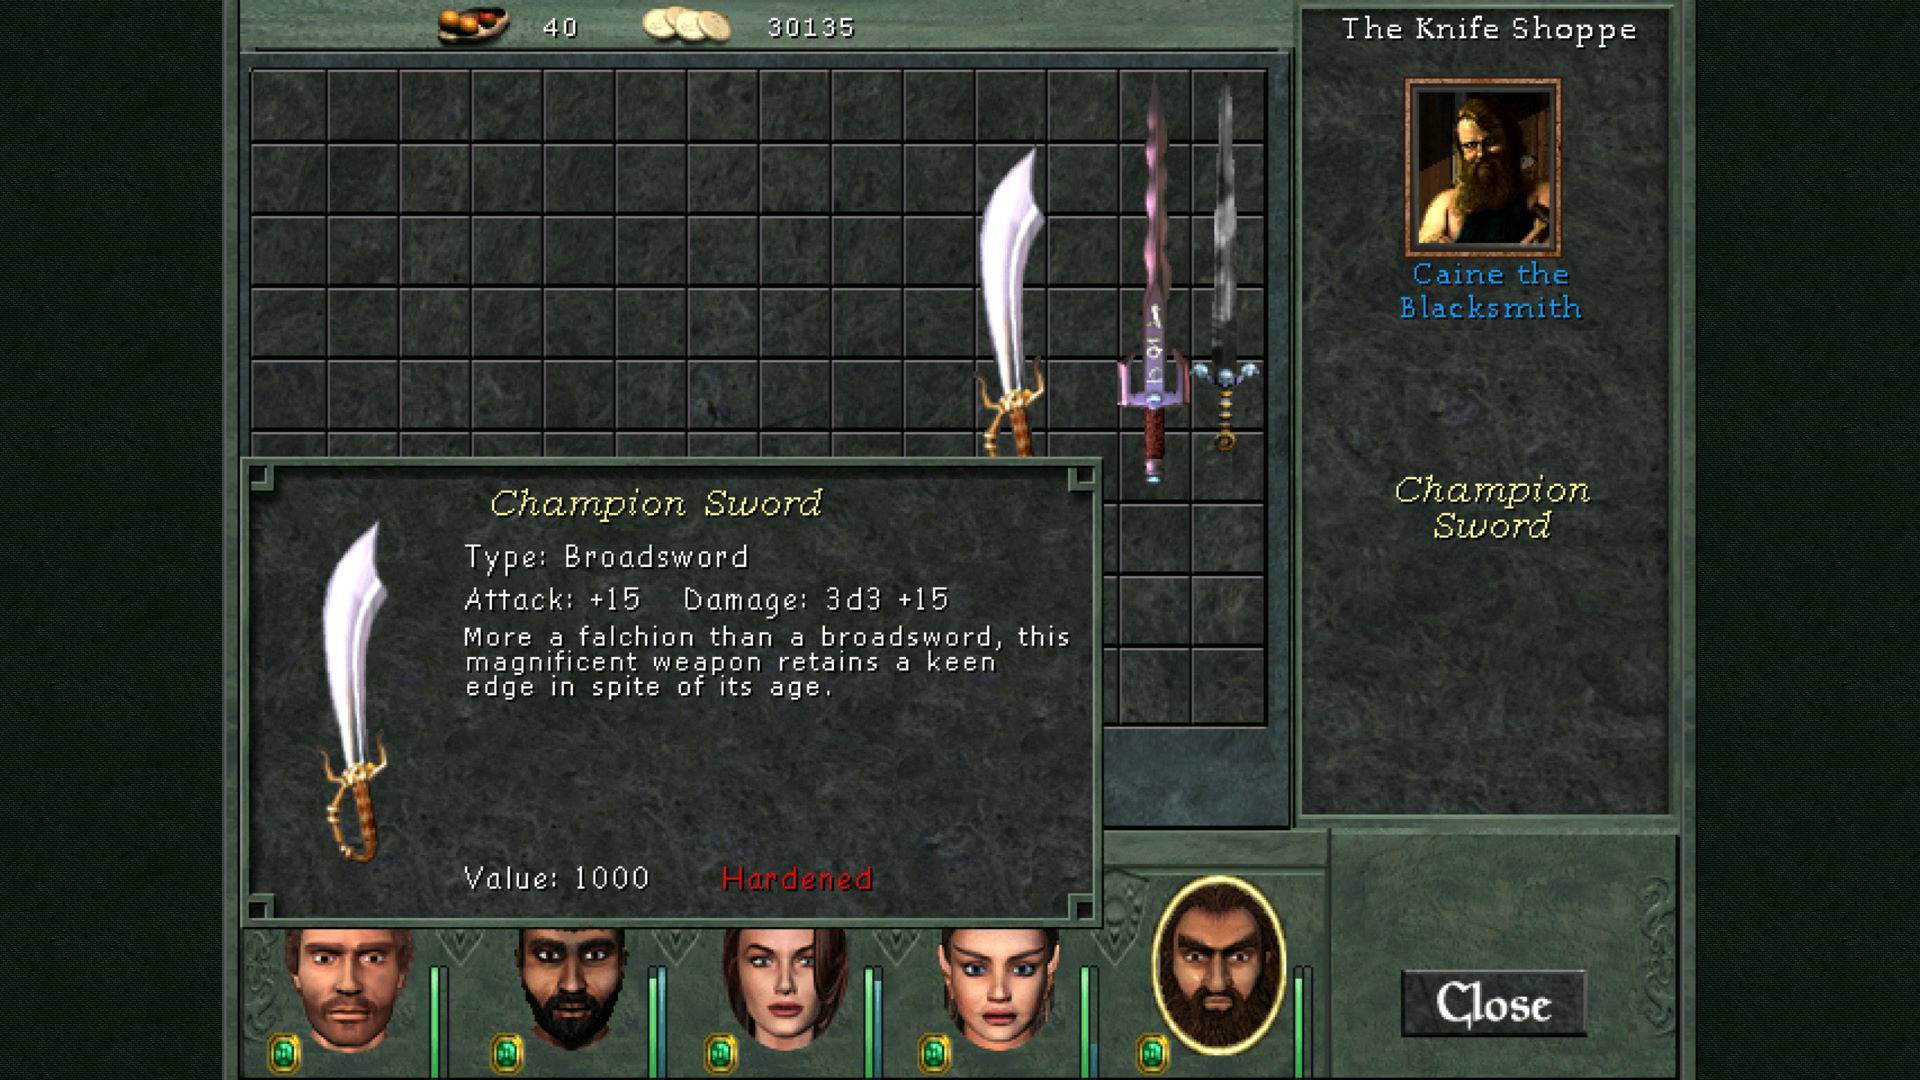 40 30135
The Knife Shoppe
Caine the
Blacksmith
Champion
Sword
Champion Sword
Type: Broadsword
Attack: +15 Damage: 3d3 +15
More a falchion than a broadsword, this
magnificent weapon retains a keen
edge in spite of its age.
Value: 1000 Hardened
Close